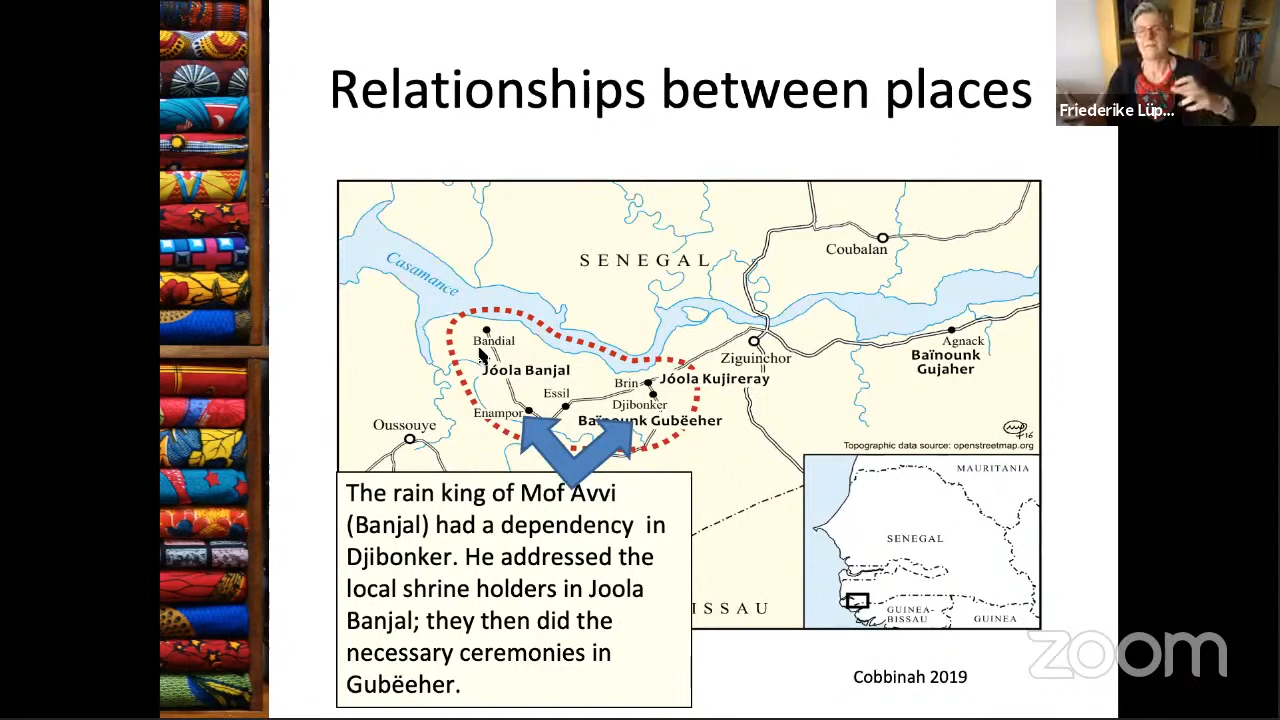 Relationships between places
Friederike Lüp...
SENEGAL
Coubalan
Casamance
Bandial
Jóola Banjal
Ziguinchor
Agnack
Baïnounk
Gujaher
Brin
Jóola Kujireray
Essil
Djibonker
Enampor
Baïnounk Gubëeher
Oussouye
Topographic data source: openstreetmap.org
The rain king of Mof Avvi
(Banjal) had a dependency in
Djibonker. He addressed the
local shrine holders in Joola
Banjal; they then did the
necessary ceremonies in
Gubëeher.
ISSAU
MAURITANIA
SENEGAL
GUINEA-
BISSAU
GUINEA
Cobbinah 2019
zoom